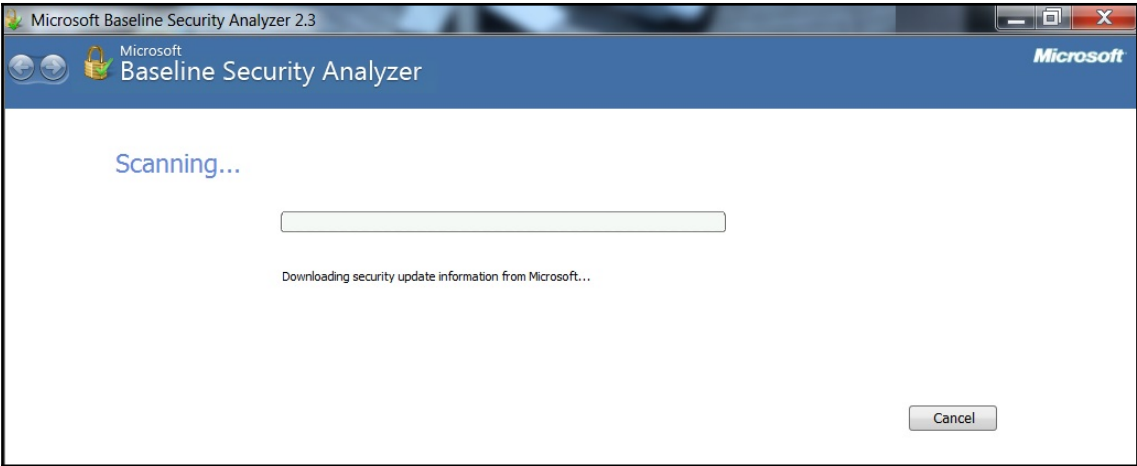 Microsoft Baseline Security Analyzer 2.3
Microsoft
Baseline Security Analyzer
Microsoft
Scanning...
Downloading security update information from Microsoft...
Cancel